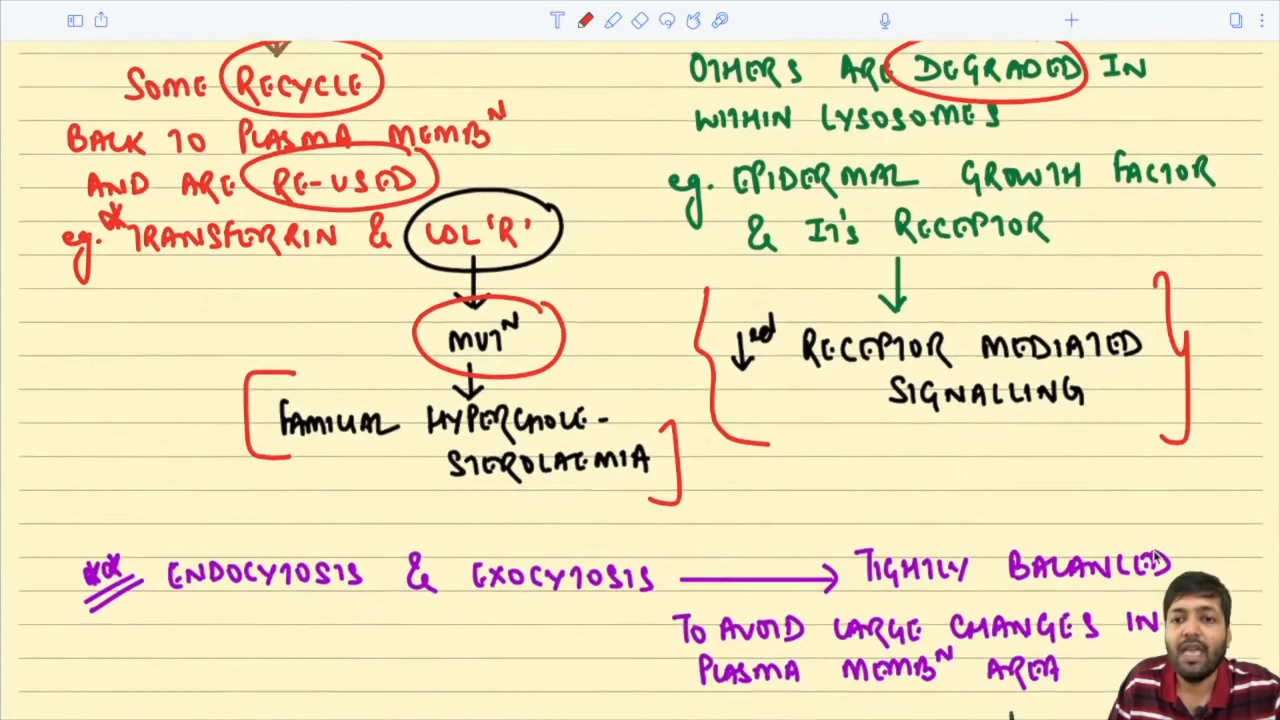 SOME RECYCLE
BACK TO PLASMA MEMBᴺ
AND ARE RE-USED
eg. TRANSFERRIN & LDL 'R'
MUTᴺ
FAMILIAL HYPERCHOLE-
STEROLAEMIA
OTHERS ARE DEGRADED IN
WITHIN LYSOSOMES
eg. EPIDERMAL GROWTH FACTOR
& IT'S RECEPTOR
↓ed RECEPTOR MEDIATED
SIGNALLING
ENDOCYTOSIS & EXOCYTOSIS → TIGHTLY BALANCED
TO AVOID LARGE CHANGES IN
PLASMA MEMBᴺ AREA